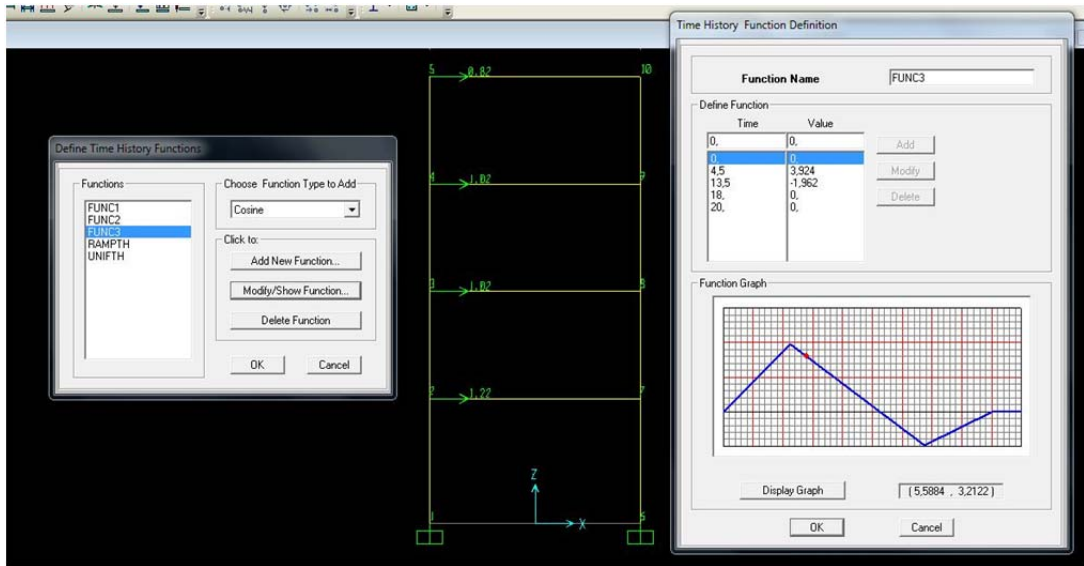 Define Time History Functions
Functions
FUNC1
FUNC2
FUNC3
RAMPTH
UNIFTH
Choose Function Type to Add
Cosine
Click to:
Add New Function...
Modify/Show Function...
Delete Function
OK Cancel
5 0.82 10
4 1.02 9
3 1.02 8
2 1.22 7
Z
X
1 6
Time History Function Definition
Function Name FUNC3
Define Function
Time Value
0, 0, Add
0, 0,
4,5 3,924 Modify
13,5 -1,962
18, 0, Delete
20, 0,
Function Graph
Display Graph (5,5884 , 3,2122)
OK Cancel